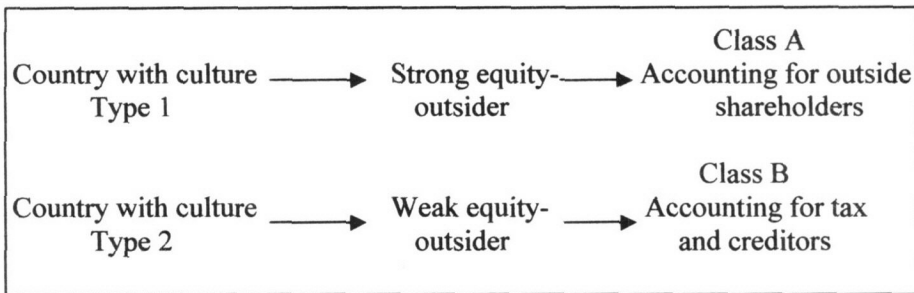 Class A
Country with culture Strong equity- Accounting for outside
Type 1 outsider shareholders
Class B
Country with culture Weak equity- Accounting for tax
Type 2 outsider and creditors